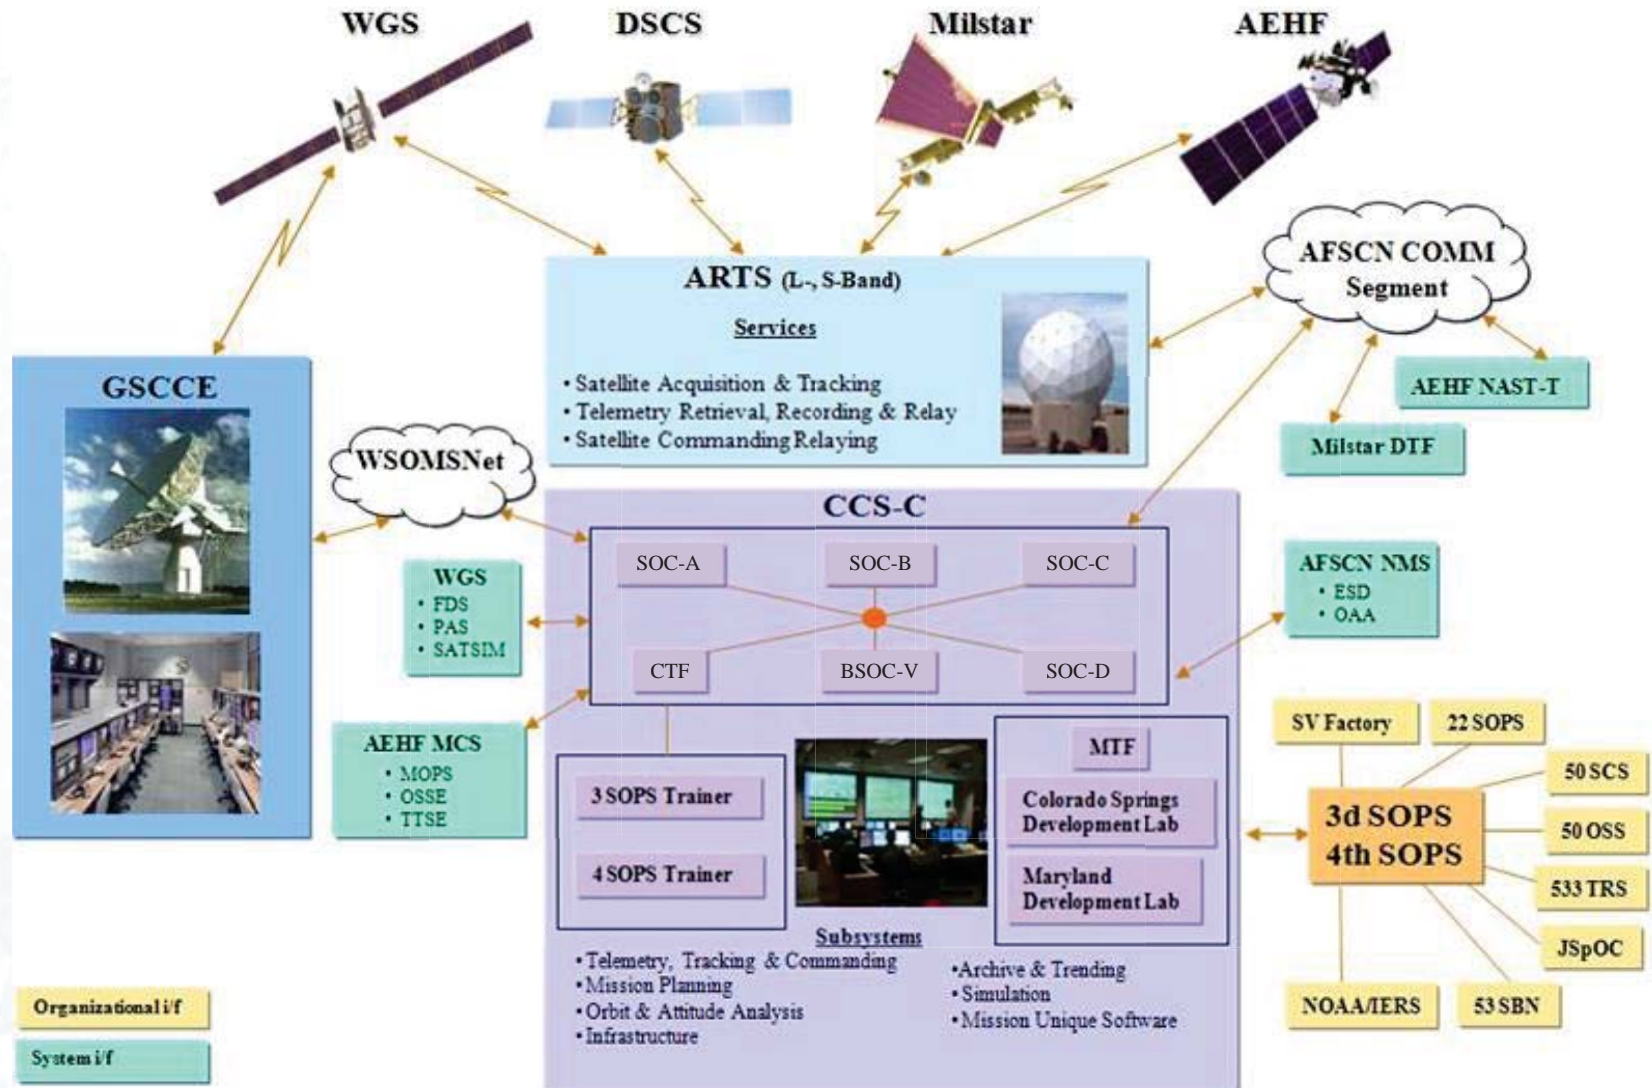 WGS
DSCS
Milstar
AEHF
AFSCN COMM
Segment
ARTS (L-, S-Band)
Services
• Satellite Acquisition & Tracking
• Telemetry Retrieval, Recording & Relay
• Satellite Commanding Relaying
AEHF NAST-T
Milstar DTF
GSCCE
WSOMSNet
CCS-C
SOC-A
SOC-B
SOC-C
CTF
BSOC-V
SOC-D
WGS
• FDS
• PAS
• SATSIM
AFSCN NMS
• ESD
• OAA
AEHF MCS
• MOPS
• OSSE
• TTSE
3 SOPS Trainer
4 SOPS Trainer
MTF
Colorado Springs
Development Lab
Maryland
Development Lab
Subsystems
• Telemetry, Tracking & Commanding
• Mission Planning
• Orbit & Attitude Analysis
• Infrastructure
• Archive & Trending
• Simulation
• Mission Unique Software
SV Factory
22 SOPS
50 SCS
50 OSS
533 TRS
JSpOC
53 SBN
NOAA/IERS
3d SOPS
4th SOPS
Organizational i/f
System i/f